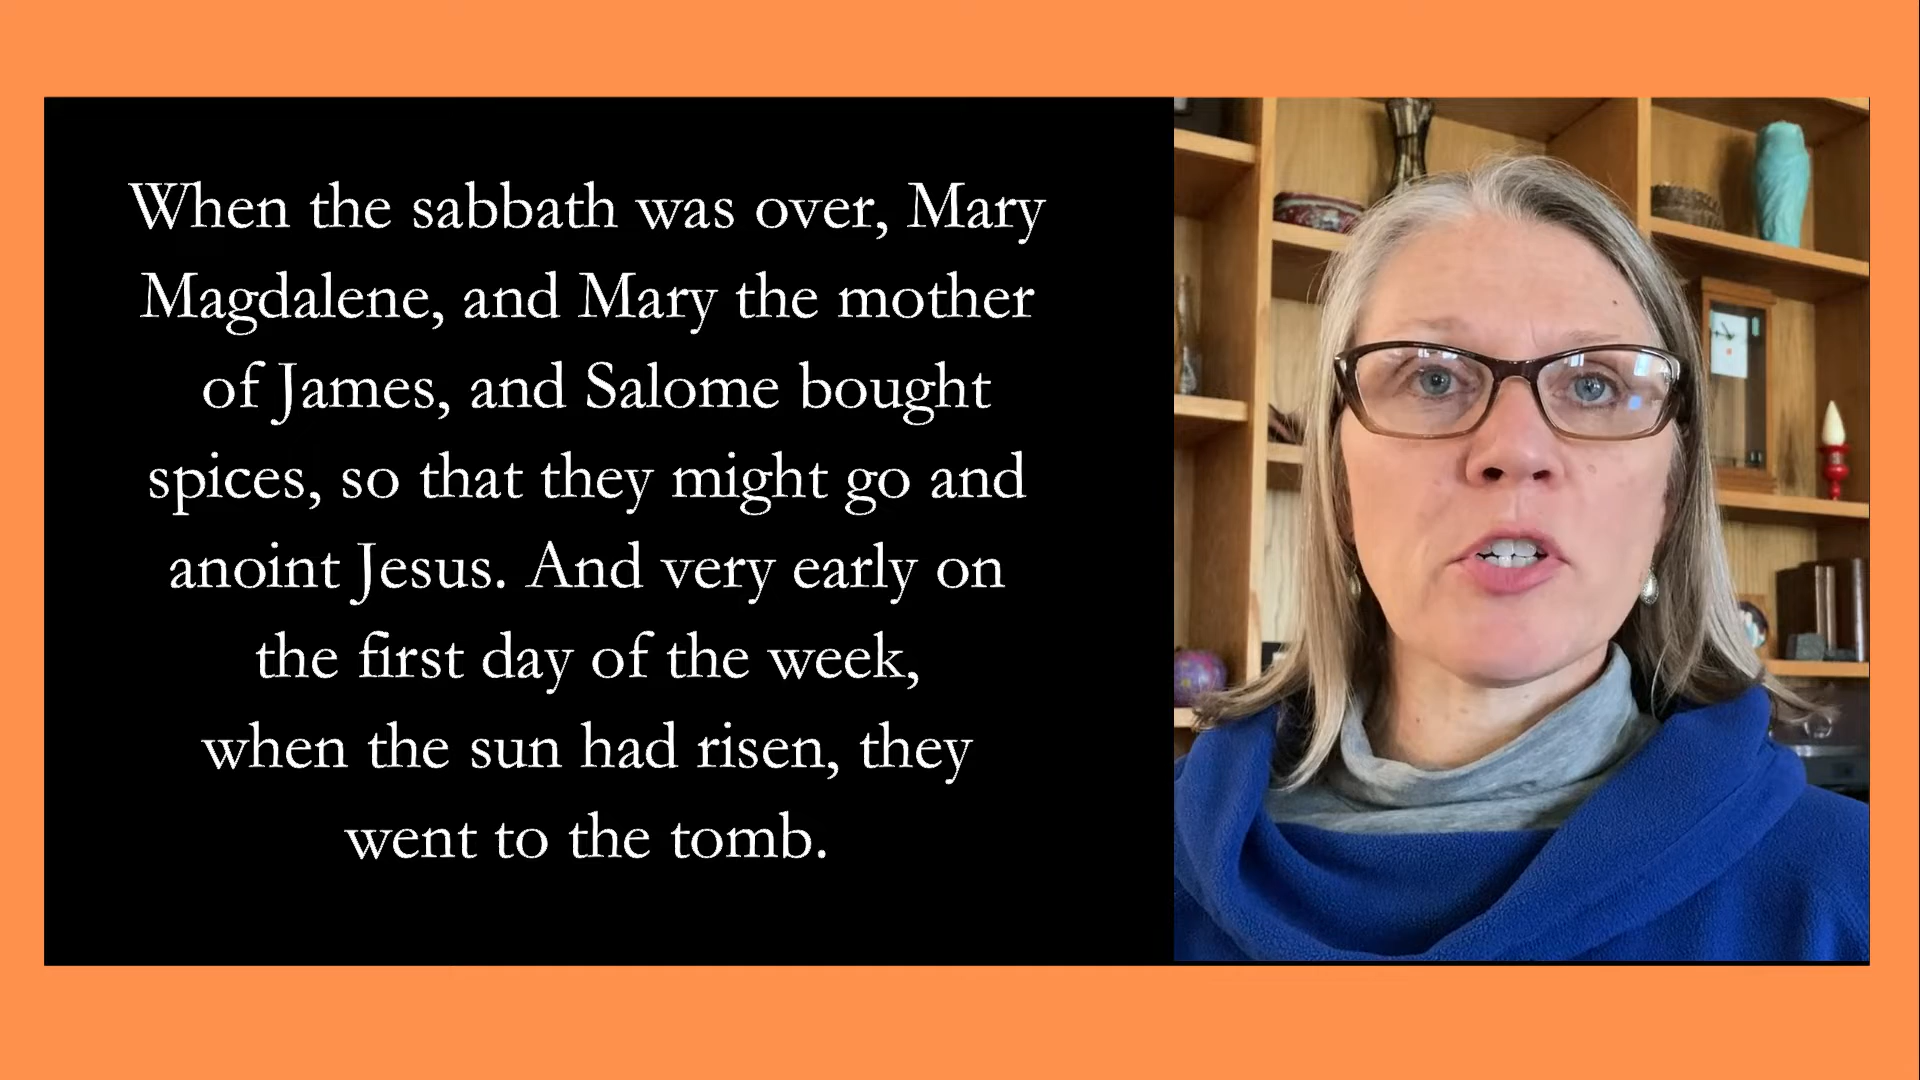 When the sabbath was over, Mary
Magdalene, and Mary the mother
of James, and Salome bought
spices, so that they might go and
anoint Jesus. And very early on
the first day of the week,
when the sun had risen, they
went to the tomb.